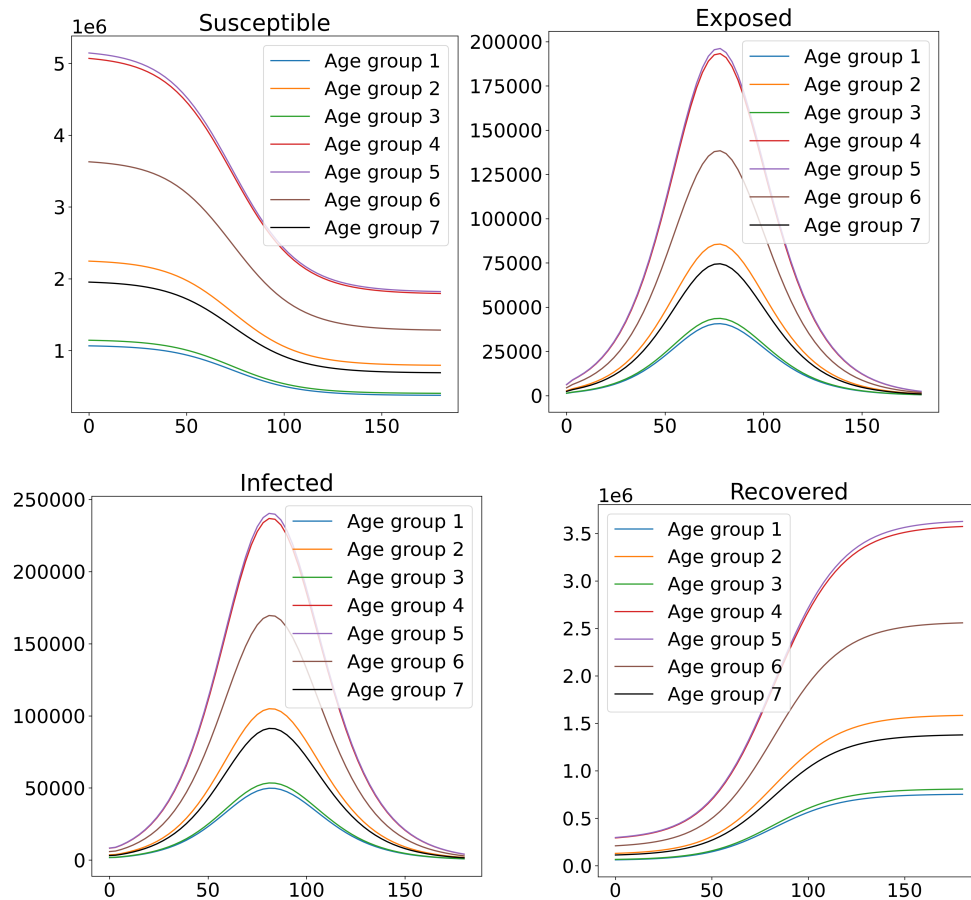 Susceptible
1e6
5
4
3
2
1
0
50
100
150
Age group 1
Age group 2
Age group 3
Age group 4
Age group 5
Age group 6
Age group 7
Exposed
200000
175000
150000
125000
100000
75000
50000
25000
0
0
50
100
150
Age group 1
Age group 2
Age group 3
Age group 4
Age group 5
Age group 6
Age group 7
Infected
250000
200000
150000
100000
50000
0
0
50
100
150
Age group 1
Age group 2
Age group 3
Age group 4
Age group 5
Age group 6
Age group 7
Recovered
1e6
3.5
3.0
2.5
2.0
1.5
1.0
0.5
0.0
0
50
100
150
Age group 1
Age group 2
Age group 3
Age group 4
Age group 5
Age group 6
Age group 7